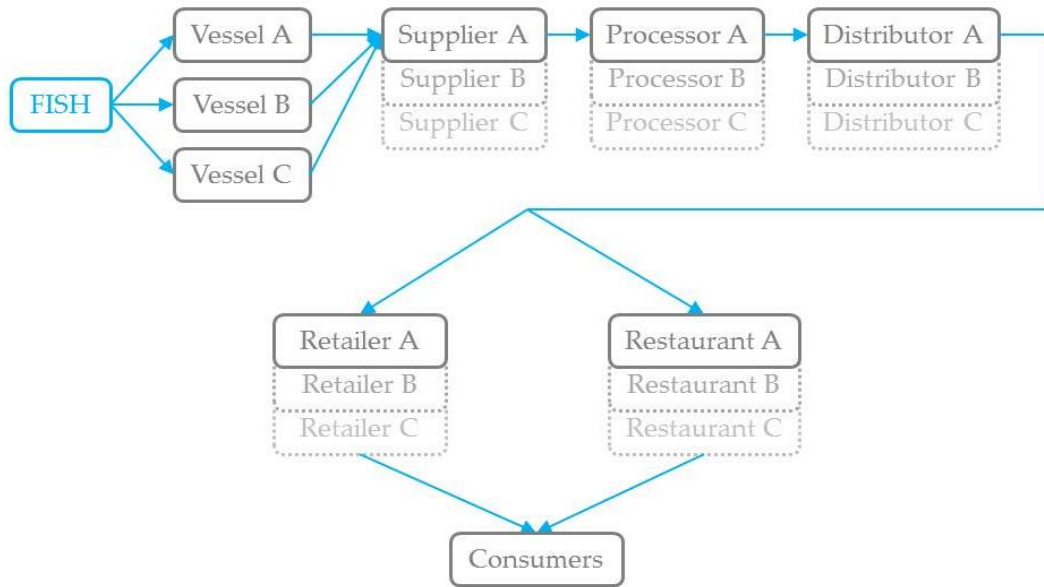 Vessel A
Supplier A
Processor A
Distributor A
FISH
Vessel B
Supplier B
Processor B
Distributor B
Vessel C
Supplier C
Processor C
Distributor C
Retailer A
Restaurant A
Retailer B
Restaurant B
Retailer C
Restaurant C
Consumers